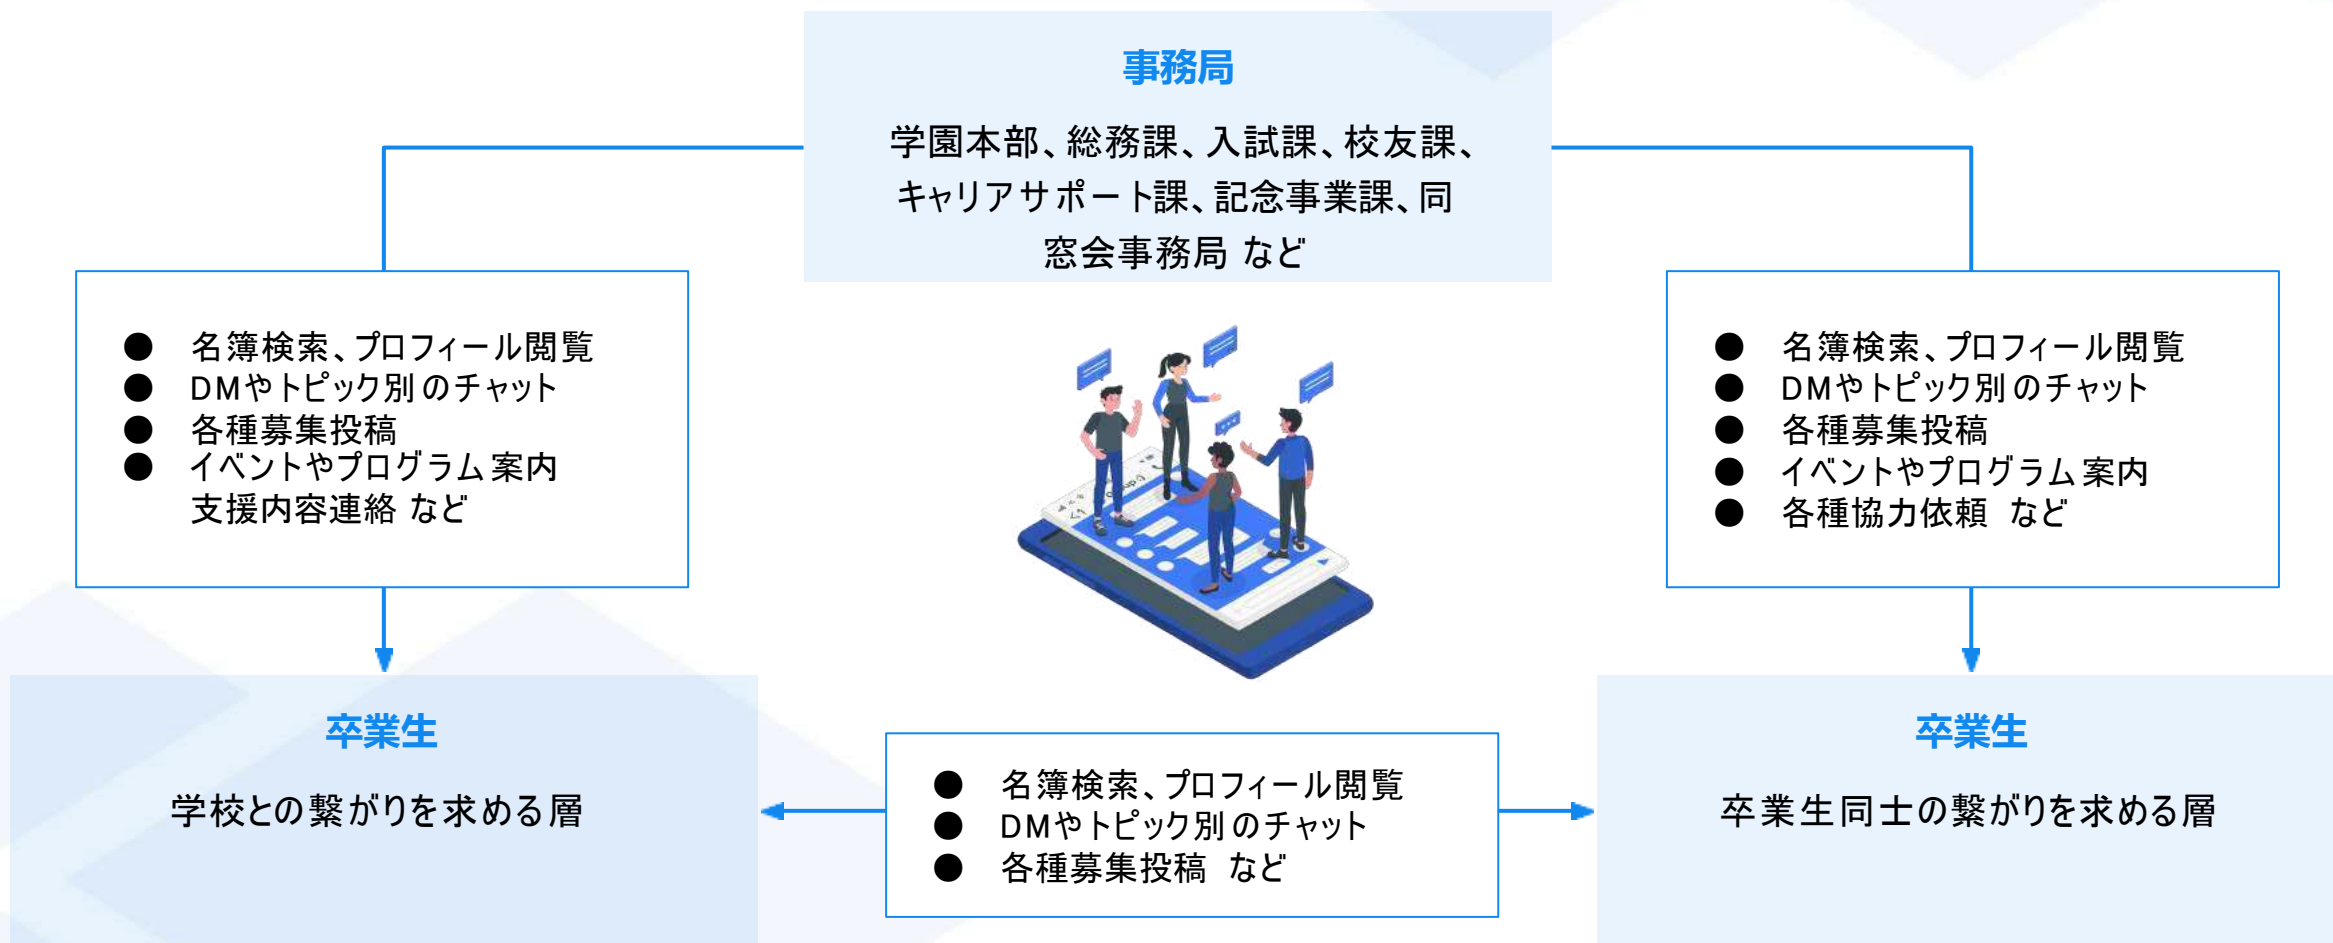 事務局
学園本部、総務課、入試課、校友課、
キャリアサポート課、記念事業課、同
窓会事務局 など
● 名簿検索、プロフィール閲覧
● DMやトピック別のチャット
● 各種募集投稿
● イベントやプログラム案内
支援内容連絡 など
● 名簿検索、プロフィール閲覧
● DMやトピック別のチャット
● 各種募集投稿
● イベントやプログラム案内
● 各種協力依頼 など
卒業生
学校との繋がりを求める層
● 名簿検索、プロフィール閲覧
● DMやトピック別のチャット
● 各種募集投稿 など
卒業生
卒業生同士の繋がりを求める層